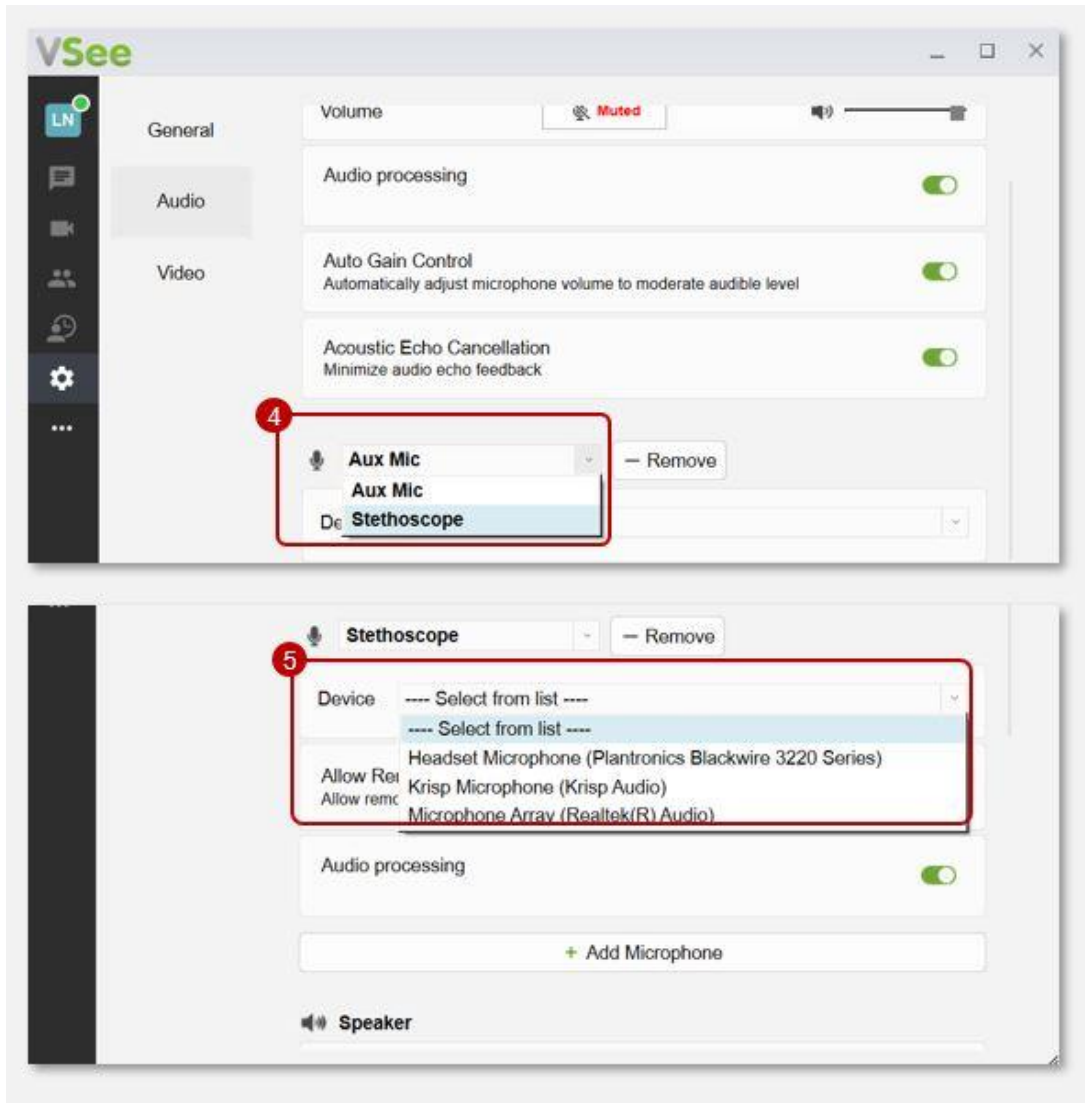 VSee
LN
General
Audio
Video
Volume
Muted
Audio processing
Auto Gain Control
Automatically adjust microphone volume to moderate audible level
Acoustic Echo Cancellation
Minimize audio echo feedback
4
Aux Mic
— Remove
Aux Mic
De Stethoscope
Stethoscope
— Remove
5
Device ---- Select from list ----
---- Select from list ----
Headset Microphone (Plantronics Blackwire 3220 Series)
Allow Rei
Krisp Microphone (Krisp Audio)
Allow remc
Microphone Array (Realtek(R) Audio)
Audio processing
+ Add Microphone
Speaker